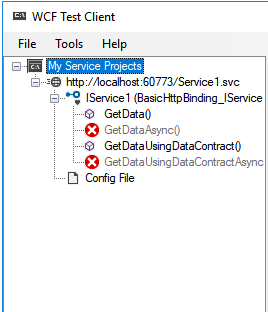 WCF Test Client
File Tools Help
My Service Projects
http://localhost:60773/Service1.svc
IService1 (BasicHttpBinding_IService
GetData()
GetDataAsync()
GetDataUsingDataContract()
GetDataUsingDataContractAsync
Config File